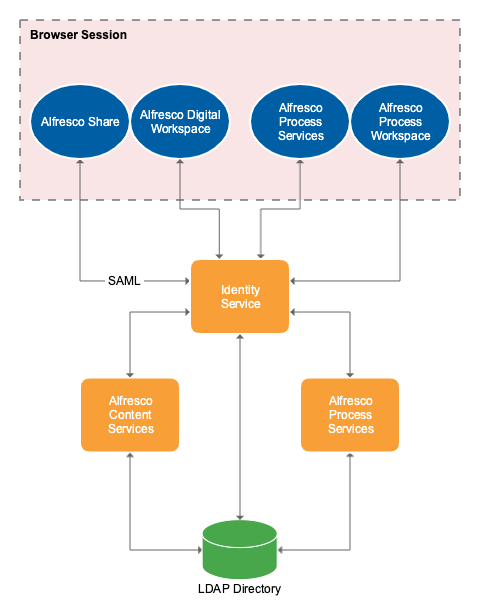 Browser Session
Alfresco Share
Alfresco Digital
Workspace
Alfresco
Process
Services
Alfresco
Process
Workspace
SAML
Identity
Service
Alfresco
Content
Services
Alfresco
Process
Services
LDAP Directory